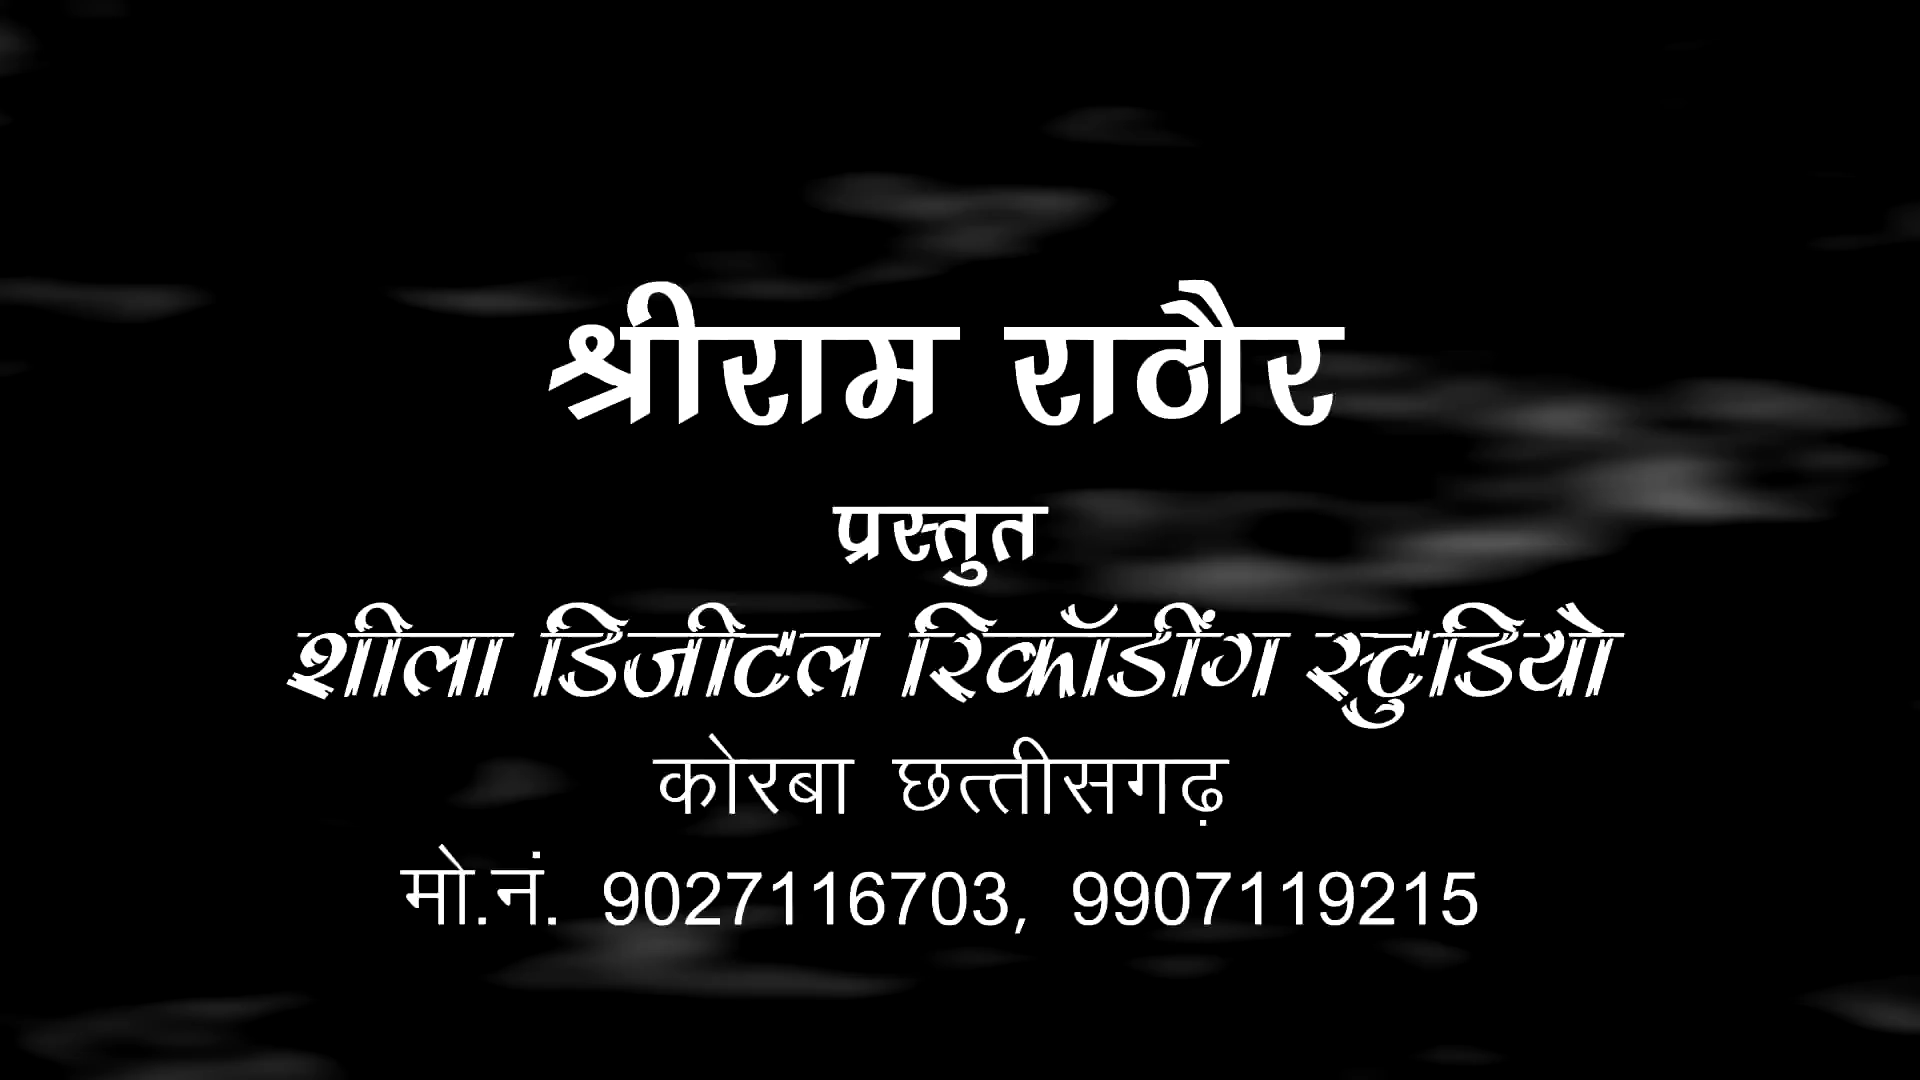 श्रीराम राठौर
प्रस्तुत
शीला डिजीटल रिकॉडींग स्टुडियो
कोरबा छत्तीसगढ़
मो.नं. 9027116703, 9907119215